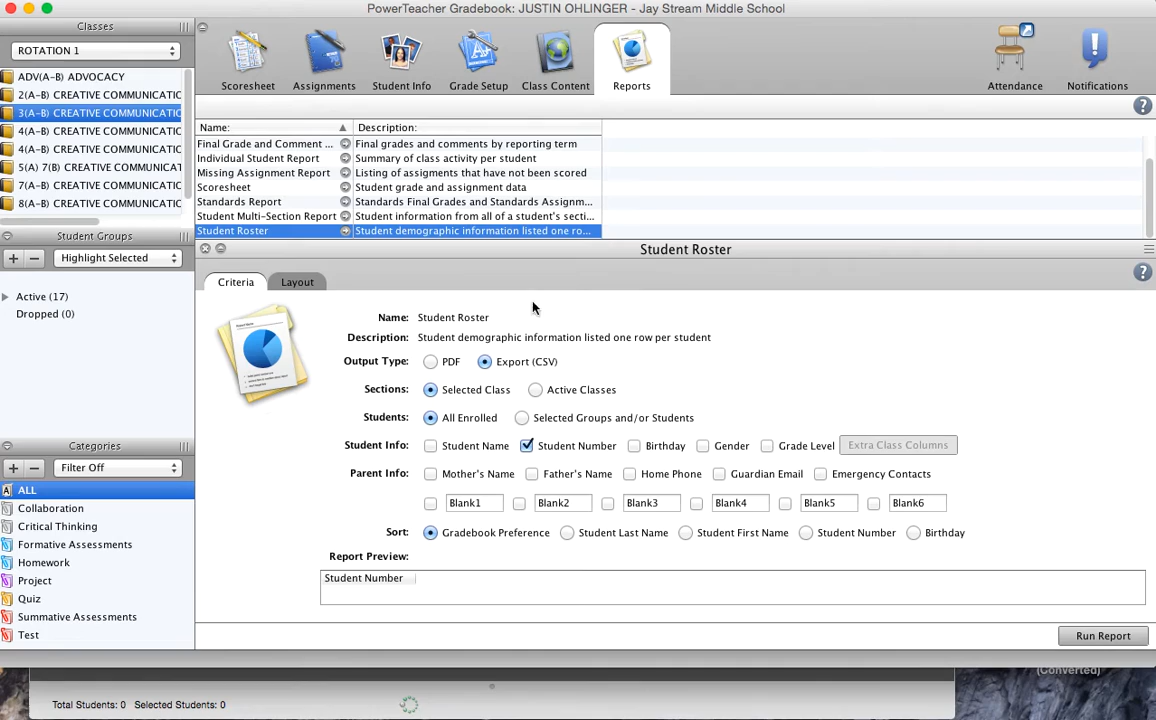 PowerTeacher Gradebook: JUSTIN OHLINGER - Jay Stream Middle School
Classes
ROTATION 1
ADV(A-B) ADVOCACY
2(A-B) CREATIVE COMMUNICATIC
3(A-B) CREATIVE COMMUNICATIC
4(A-B) CREATIVE COMMUNICATIC
4(A-B) CREATIVE COMMUNICATIC
5(A) 7(B) CREATIVE COMMUNICAT
7(A-B) CREATIVE COMMUNICATIC
8(A-B) CREATIVE COMMUNICATIC
Student Groups
Highlight Selected
Active (17)
Dropped (0)
Categories
Filter Off
ALL
Collaboration
Critical Thinking
Formative Assessments
Homework
Project
Quiz
Summative Assessments
Test
Scoresheet Assignments Student Info Grade Setup Class Content Reports Attendance Notifications
Name: Description:
Final Grade and Comment ... Final grades and comments by reporting term
Individual Student Report Summary of class activity per student
Missing Assignment Report Listing of assigments that have not been scored
Scoresheet Student grade and assignment data
Standards Report Standards Final Grades and Standards Assignm...
Student Multi-Section Report Student information from all of a student's secti...
Student Roster Student demographic information listed one ro...
Student Roster
Criteria Layout
Name: Student Roster
Description: Student demographic information listed one row per student
Output Type: PDF Export (CSV)
Sections: Selected Class Active Classes
Students: All Enrolled Selected Groups and/or Students
Student Info: Student Name Student Number Birthday Gender Grade Level Extra Class Columns
Parent Info: Mother's Name Father's Name Home Phone Guardian Email Emergency Contacts
Blank1 Blank2 Blank3 Blank4 Blank5 Blank6
Sort: Gradebook Preference Student Last Name Student First Name Student Number Birthday
Report Preview:
Student Number
Run Report
(Converted)
Total Students: 0 Selected Students: 0